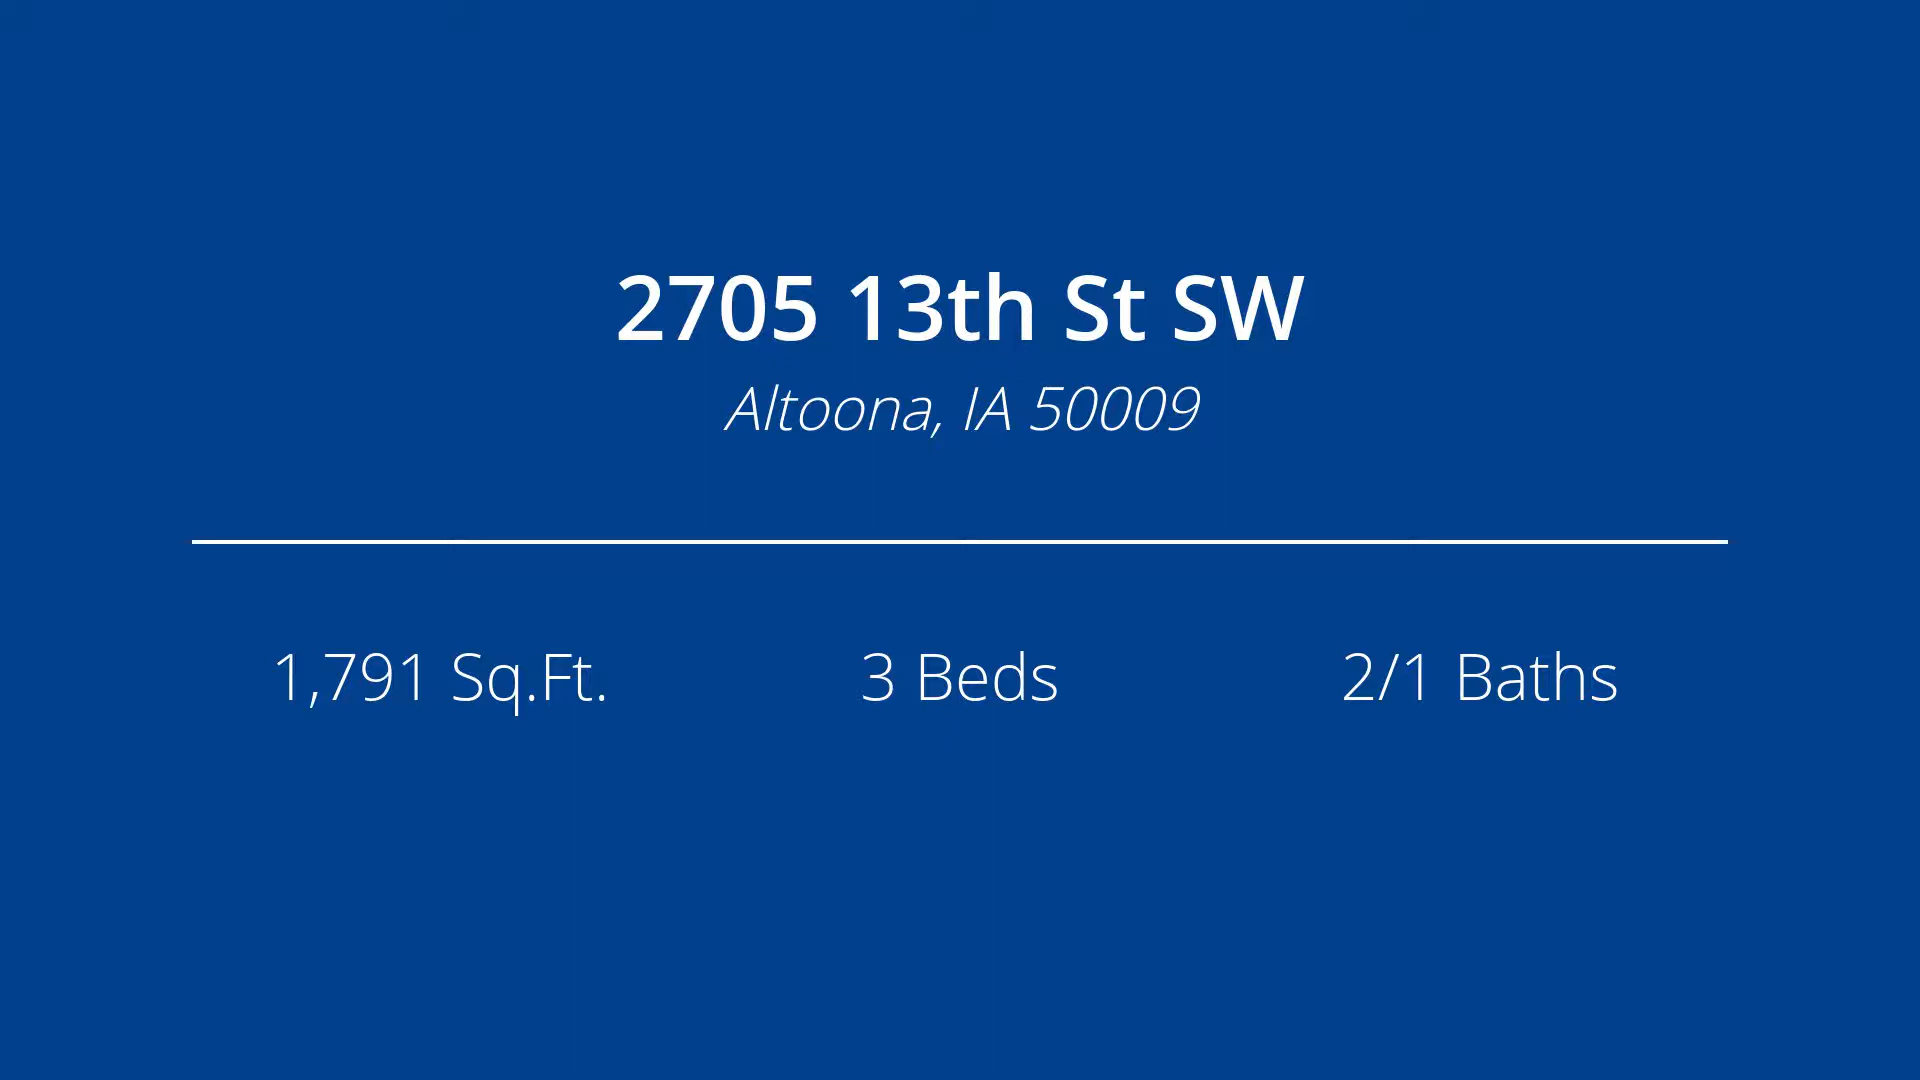 2705 13th St SW
Altoona, IA 50009
1,791 Sq.Ft. 3 Beds 2/1 Baths